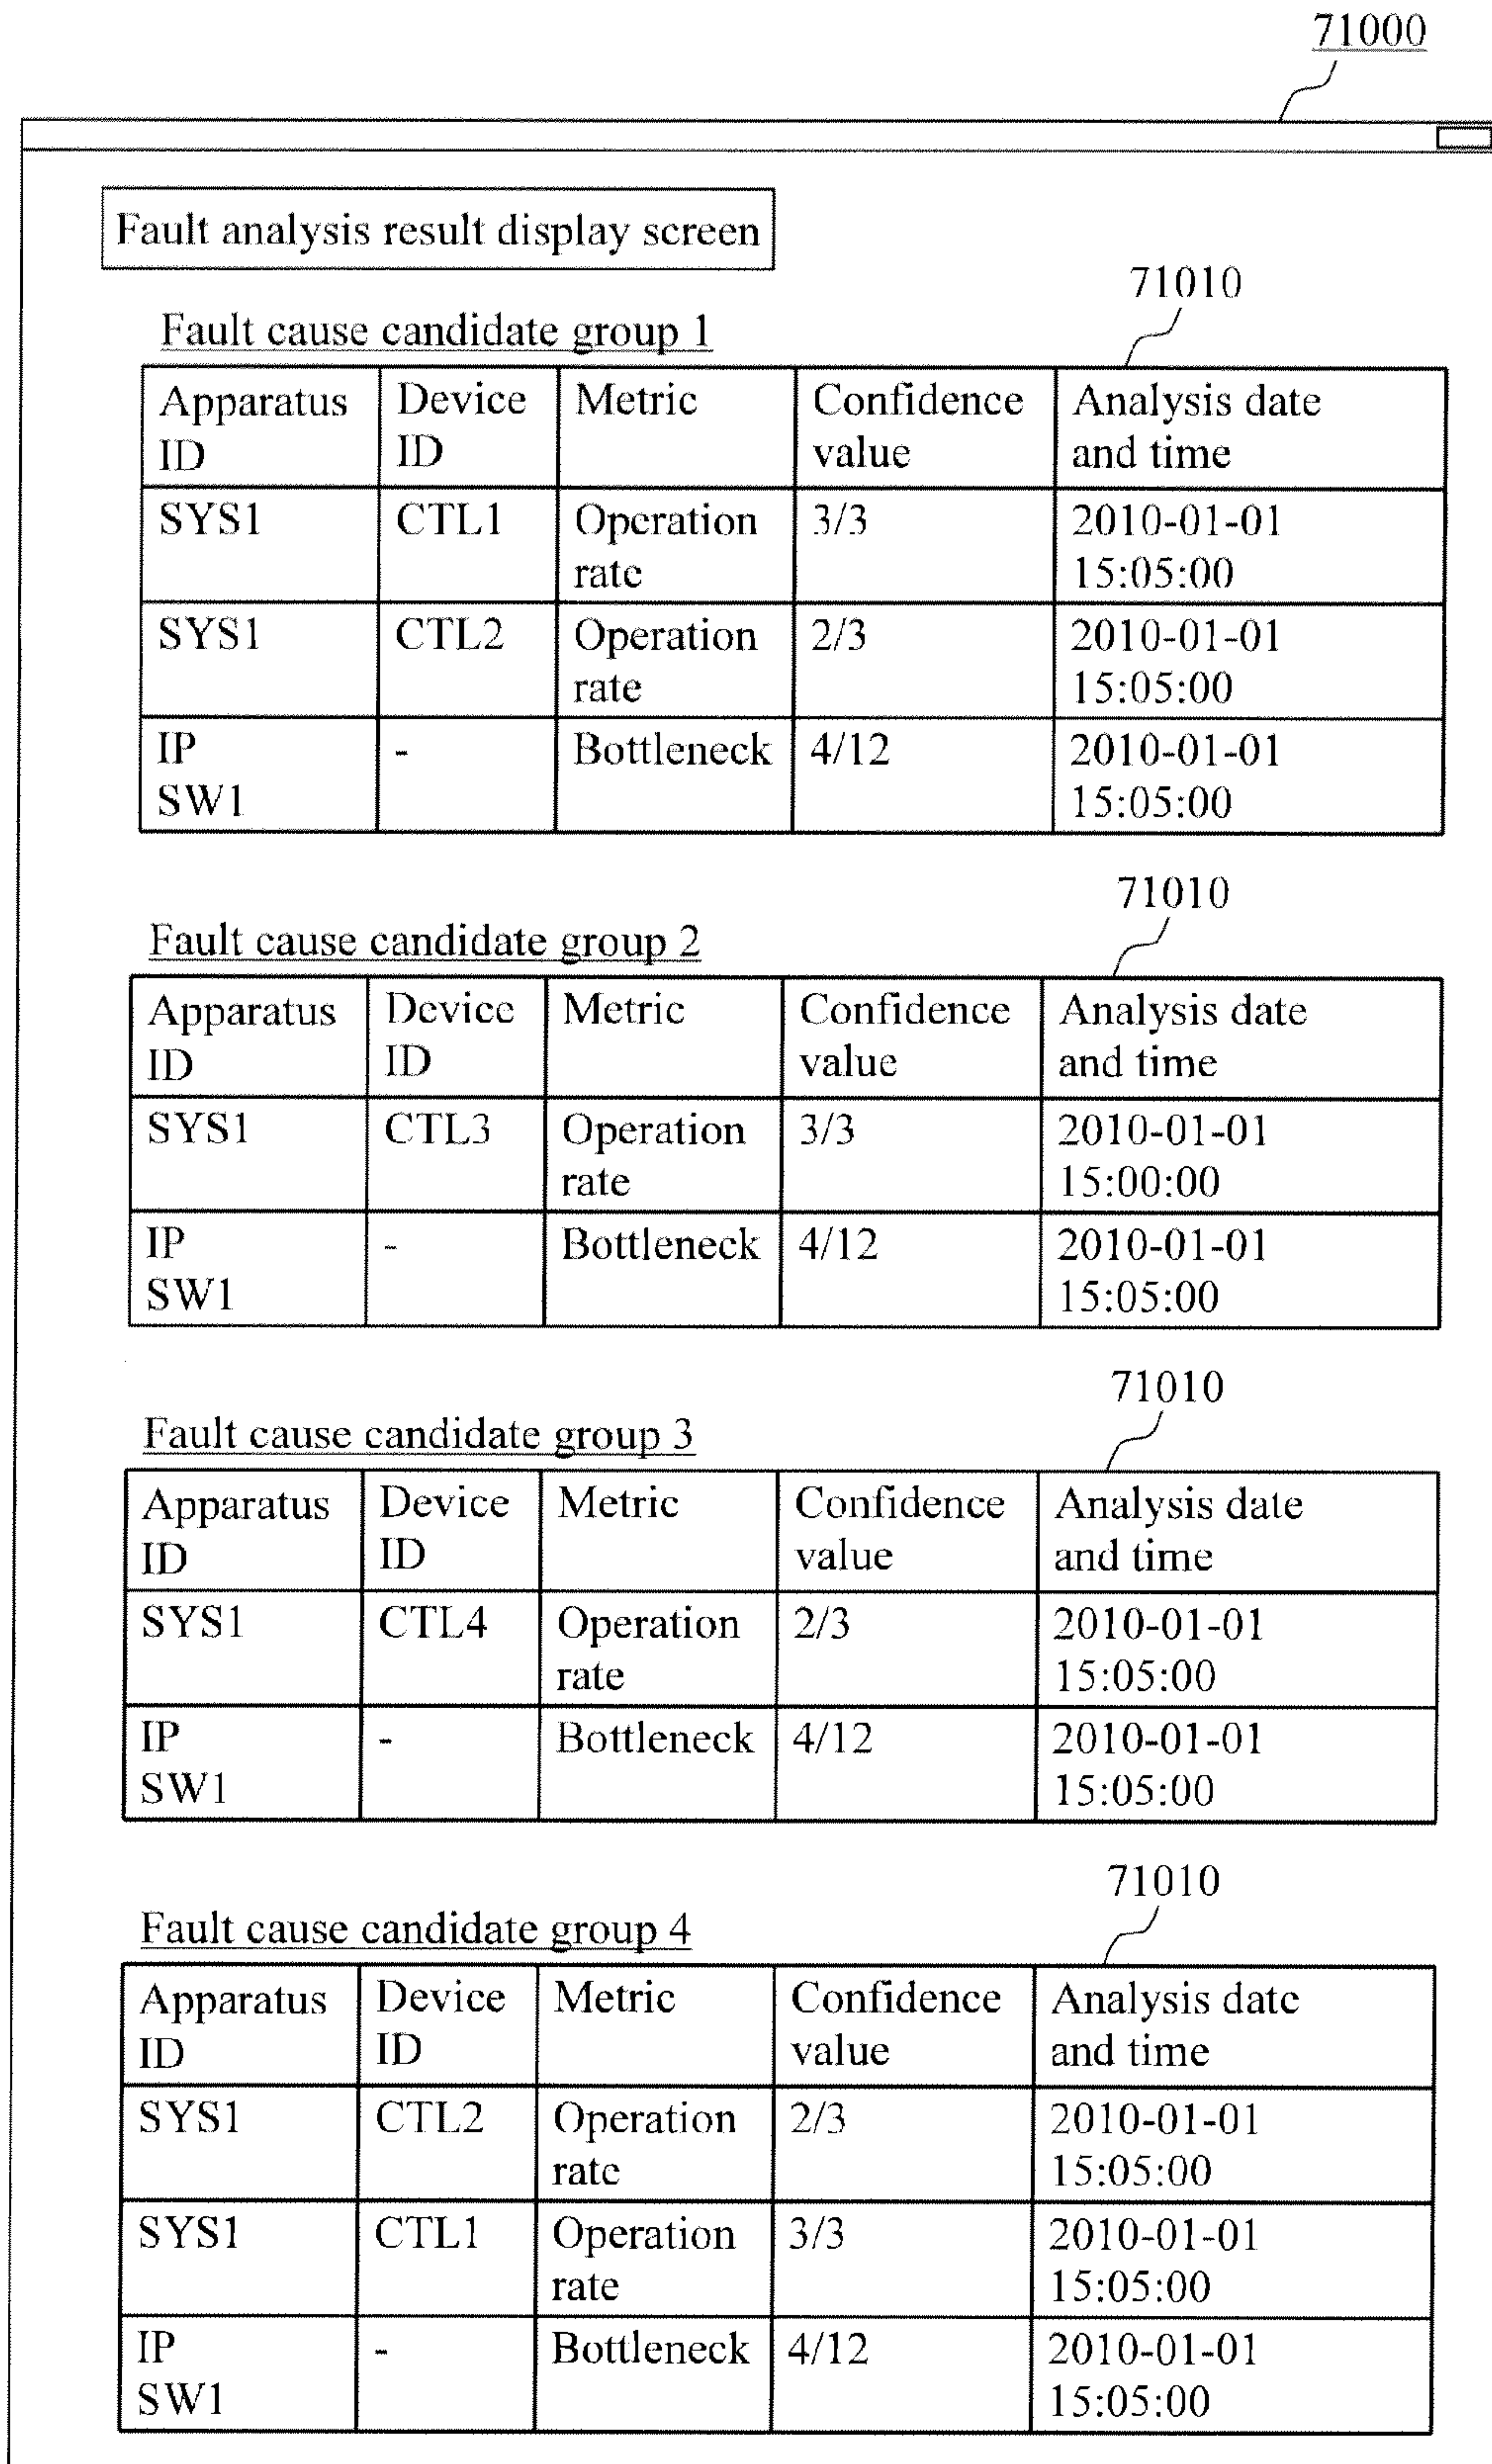 71000
Fault analysis result display screen
71010
Fault cause candidate group 1
Apparatus ID Device ID Metric Confidence value Analysis date and time
SYS1 CTL1 Operation rate 3/3 2010-01-01 15:05:00
SYS1 CTL2 Operation rate 2/3 2010-01-01 15:05:00
IP SW1 - Bottleneck 4/12 2010-01-01 15:05:00
71010
Fault cause candidate group 2
Apparatus ID Device ID Metric Confidence value Analysis date and time
SYS1 CTL3 Operation rate 3/3 2010-01-01 15:00:00
IP SW1 - Bottleneck 4/12 2010-01-01 15:05:00
71010
Fault cause candidate group 3
Apparatus ID Device ID Metric Confidence value Analysis date and time
SYS1 CTL4 Operation rate 2/3 2010-01-01 15:05:00
IP SW1 - Bottleneck 4/12 2010-01-01 15:05:00
71010
Fault cause candidate group 4
Apparatus ID Device ID Metric Confidence value Analysis date and time
SYS1 CTL2 Operation rate 2/3 2010-01-01 15:05:00
SYS1 CTL1 Operation rate 3/3 2010-01-01 15:05:00
IP SW1 - Bottleneck 4/12 2010-01-01 15:05:00